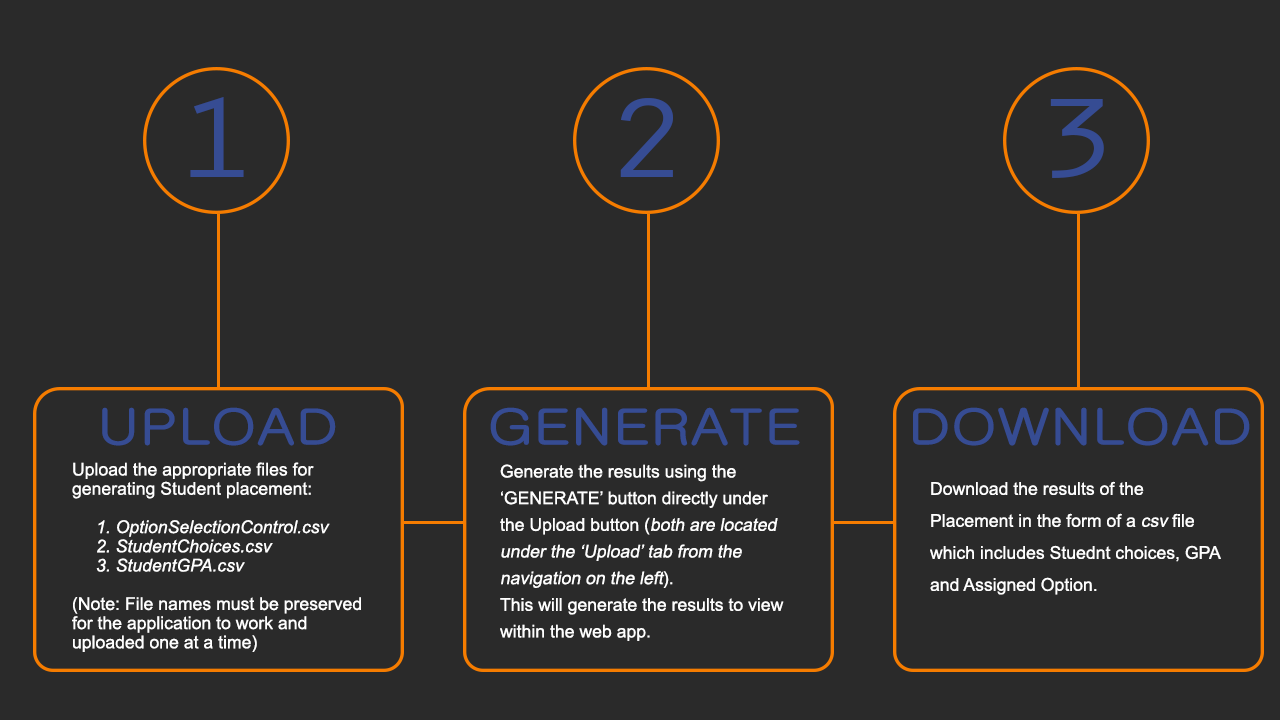 1
UPLOAD
Upload the appropriate files for
generating Student placement:
1. OptionSelectionControl.csv
2. StudentChoices.csv
3. StudentGPA.csv
(Note: File names must be preserved
for the application to work and
uploaded one at a time)
2
GENERATE
Generate the results using the
‘GENERATE’ button directly under
the Upload button (both are located
under the ‘Upload’ tab from the
navigation on the left).
This will generate the results to view
within the web app.
3
DOWNLOAD
Download the results of the
Placement in the form of a csv file
which includes Stuednt choices, GPA
and Assigned Option.